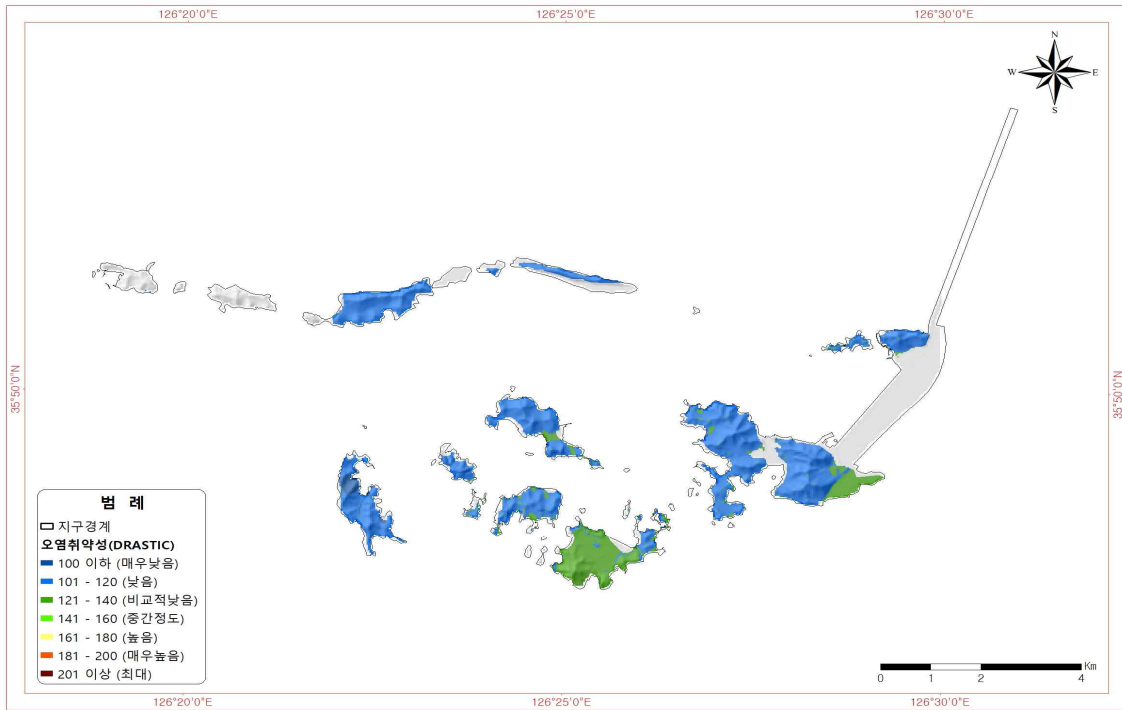 126°20'0"E
126°25'0"E
126°30'0"E
N
W
E
S
35°50'0"N
35°50'0"N
범 례
지구경계
오염취약성(DRASTIC)
100 이하 (매우낮음)
101 - 120 (낮음)
121 - 140 (비교적낮음)
141 - 160 (중간정도)
161 - 180 (높음)
181 - 200 (매우높음)
201 이상 (최대)
Km
0 1 2 4
126°20'0"E
126°25'0"E
126°30'0"E